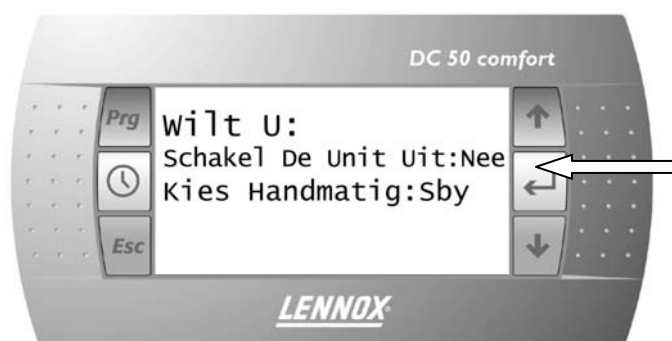 DC 50 comfort
Prg
Wilt U:
Schakel De Unit Uit:Nee
Kies Handmatig:Sby
Esc
LENNOX